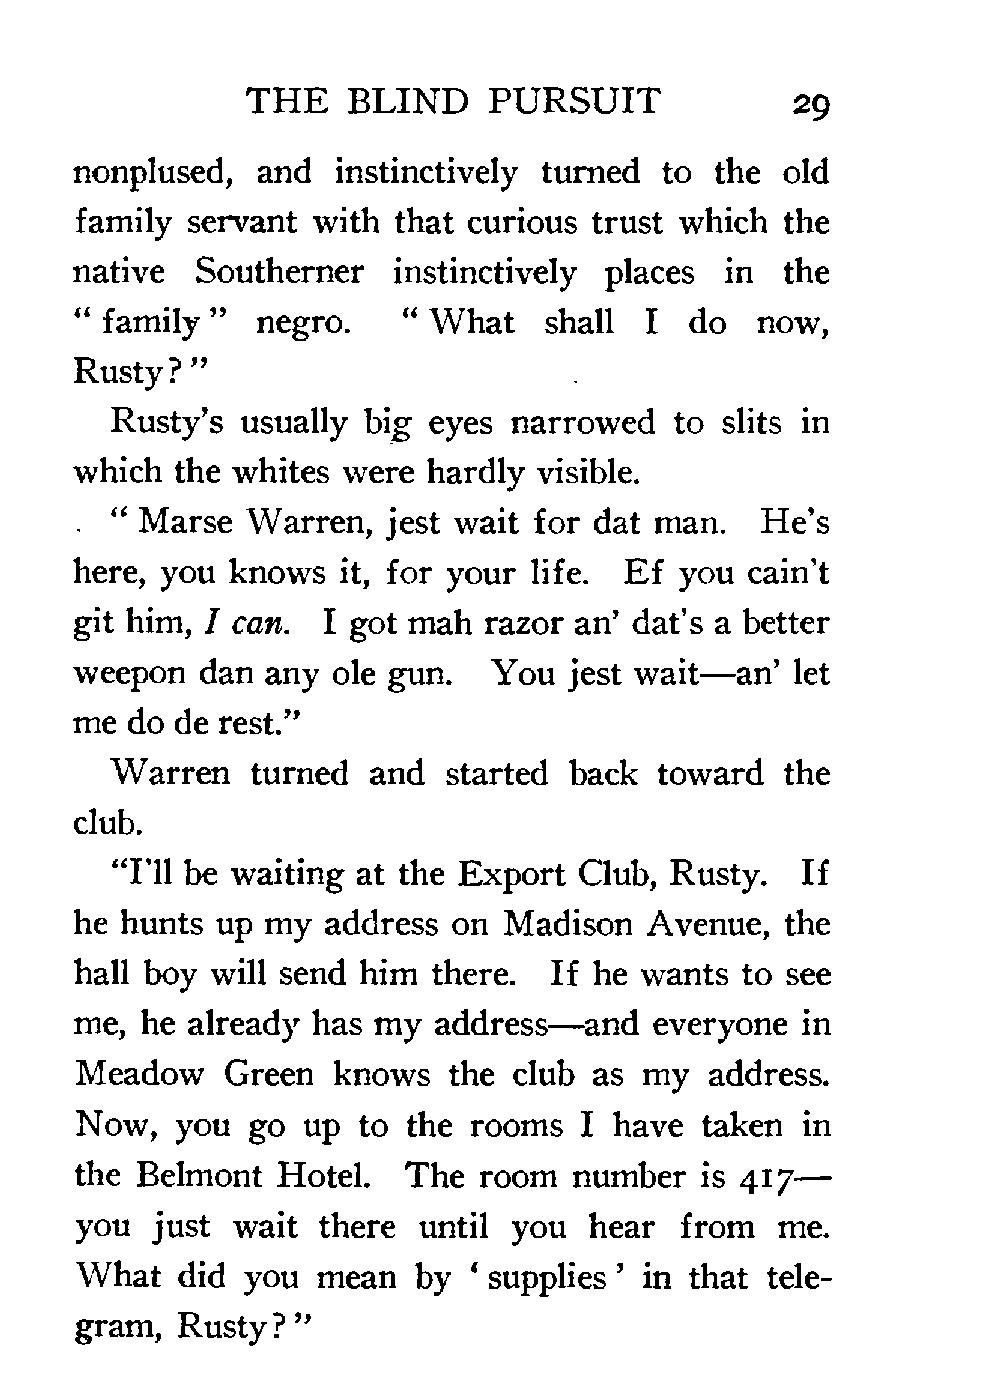 THE BLIND PURSUIT 29
nonplused, and instinctively turned to the old
family servant with that curious trust which the
native Southerner instinctively places in the
“ family ” negro. “ What shall I do now,
Rusty? ”
Rusty’s usually big eyes narrowed to slits in
which the whites were hardly visible.
“ Marse Warren, jest wait for dat man. He’s
here, you knows it, for your life. Ef you cain’t
git him, I can. I got mah razor an’ dat’s a better
weepon dan any ole gun. You jest wait—an’ let
me do de rest.”
Warren turned and started back toward the
club.
“I’ll be waiting at the Export Club, Rusty. If
he hunts up my address on Madison Avenue, the
hall boy will send him there. If he wants to see
me, he already has my address—and everyone in
Meadow Green knows the club as my address.
Now, you go up to the rooms I have taken in
the Belmont Hotel. The room number is 417—
you just wait there until you hear from me.
What did you mean by ‘ supplies ’ in that tele-
gram, Rusty? ”